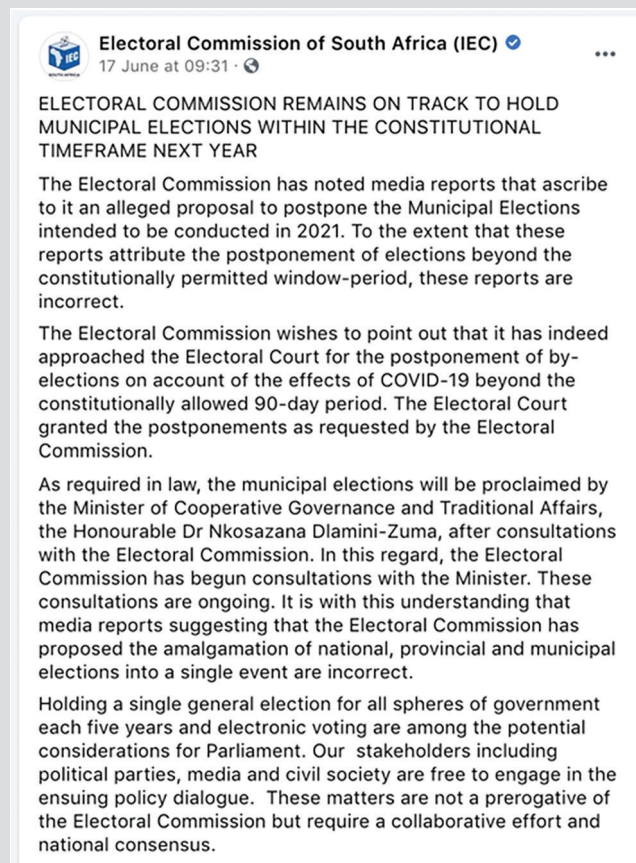 Electoral Commission of South Africa (IEC)
17 June at 09:31 ·
ELECTORAL COMMISSION REMAINS ON TRACK TO HOLD
MUNICIPAL ELECTIONS WITHIN THE CONSTITUTIONAL
TIMEFRAME NEXT YEAR
The Electoral Commission has noted media reports that ascribe
to it an alleged proposal to postpone the Municipal Elections
intended to be conducted in 2021. To the extent that these
reports attribute the postponement of elections beyond the
constitutionally permitted window-period, these reports are
incorrect.
The Electoral Commission wishes to point out that it has indeed
approached the Electoral Court for the postponement of by-
elections on account of the effects of COVID-19 beyond the
constitutionally allowed 90-day period. The Electoral Court
granted the postponements as requested by the Electoral
Commission.
As required in law, the municipal elections will be proclaimed by
the Minister of Cooperative Governance and Traditional Affairs,
the Honourable Dr Nkosazana Dlamini-Zuma, after consultations
with the Electoral Commission. In this regard, the Electoral
Commission has begun consultations with the Minister. These
consultations are ongoing. It is with this understanding that
media reports suggesting that the Electoral Commission has
proposed the amalgamation of national, provincial and municipal
elections into a single event are incorrect.
Holding a single general election for all spheres of government
each five years and electronic voting are among the potential
considerations for Parliament. Our  stakeholders including
political parties, media and civil society are free to engage in the
ensuing policy dialogue.  These matters are not a prerogative of
the Electoral Commission but require a collaborative effort and
national consensus.
IEC
SOUTH AFRICA